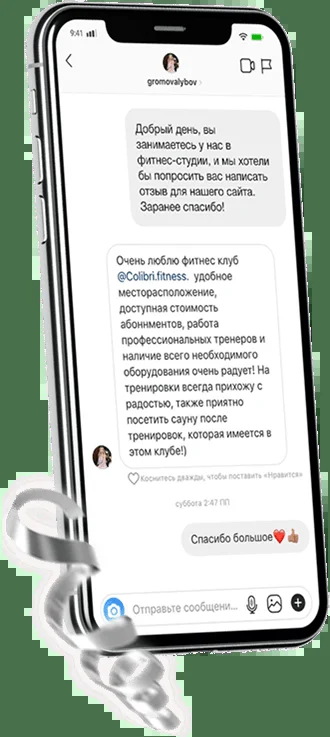 9:41
gromovalybov
Добрый день, вы
занимаетесь у нас в
фитнес-студии, и мы хотели
бы попросить вас написать
отзыв для нашего сайта.
Заранее спасибо!
Очень люблю фитнес клуб
@Colibri.fitness. удобное
месторасположение,
доступная стоимость
абоннментов, работа
профессиональных тренеров и
наличие всего необходимого
оборудования очень радует! На
тренировки всегда прихожу с
радостью, также приятно
посетить сауну после
тренировок, которая имеется в
этом клубе!)
Коснитесь дважды, чтобы поставить «Нравится»
суббота 2:47 ПП
Спасибо большое❤️👍🏽
Отправьте сообщени...